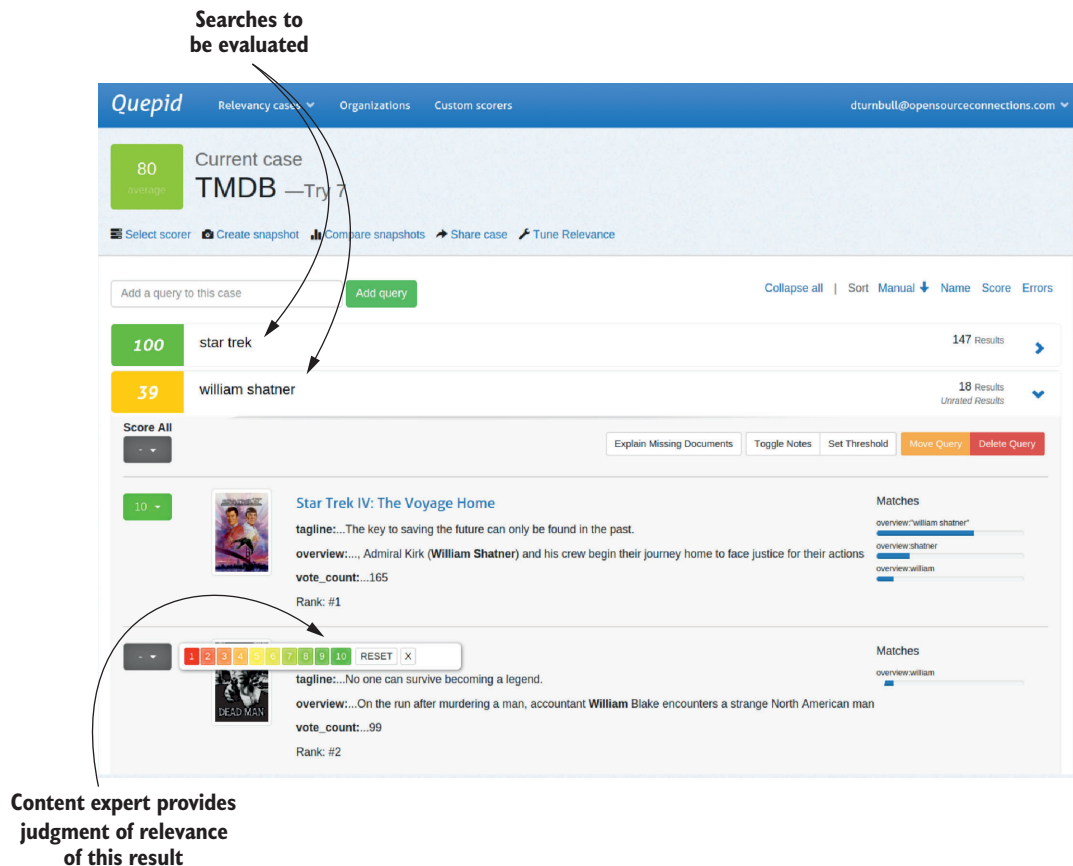 Searches to
be evaluated
Quepid Relevancy cases Organizations Custom scorers dturnbull@opensourceconnections.com
80
average
Current case
TMDB —Try 7
Select scorer Create snapshot Compare snapshots Share case Tune Relevance
Add a query to this case Add query Collapse all | Sort Manual Name Score Errors
100 star trek 147 Results
39 william shatner 18 Results
Unrated Results
Score All
-
Explain Missing Documents Toggle Notes Set Threshold Move Query Delete Query
10
Star Trek IV: The Voyage Home
tagline:...The key to saving the future can only be found in the past.
overview:..., Admiral Kirk (William Shatner) and his crew begin their journey home to face justice for their actions
vote_count:...165
Rank: #1
Matches
overview:"william shatner"
overview:shatner
overview:william
-
1 2 3 4 5 6 7 8 9 10 RESET X
DEAD MAN
tagline:...No one can survive becoming a legend.
overview:...On the run after murdering a man, accountant William Blake encounters a strange North American man
vote_count:...99
Rank: #2
Matches
overview:william
Content expert provides
judgment of relevance
of this result